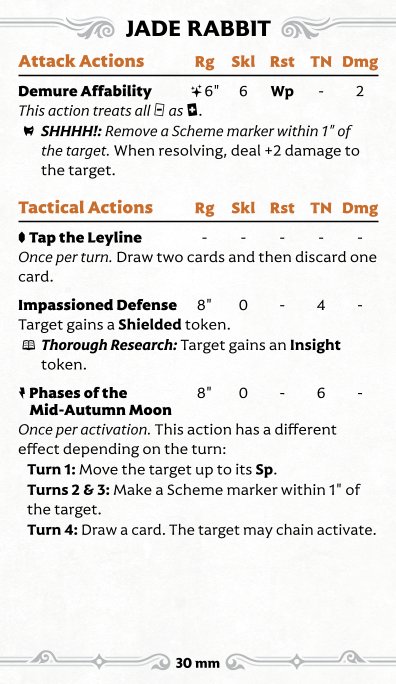 JADE RABBIT
Attack Actions Rg Skl Rst TN Dmg
Demure Affability 6" 6 Wp - 2
This action treats all - as +.
SHHHH!: Remove a Scheme marker within 1" of
the target. When resolving, deal +2 damage to
the target.
Tactical Actions Rg Skl Rst TN Dmg
Tap the Leyline - - - - -
Once per turn. Draw two cards and then discard one
card.
Impassioned Defense 8" 0 - 4 -
Target gains a Shielded token.
Thorough Research: Target gains an Insight
token.
Phases of the 8" 0 - 6 -
Mid-Autumn Moon
Once per activation. This action has a different
effect depending on the turn:
Turn 1: Move the target up to its Sp.
Turns 2 & 3: Make a Scheme marker within 1" of
the target.
Turn 4: Draw a card. The target may chain activate.
30 mm